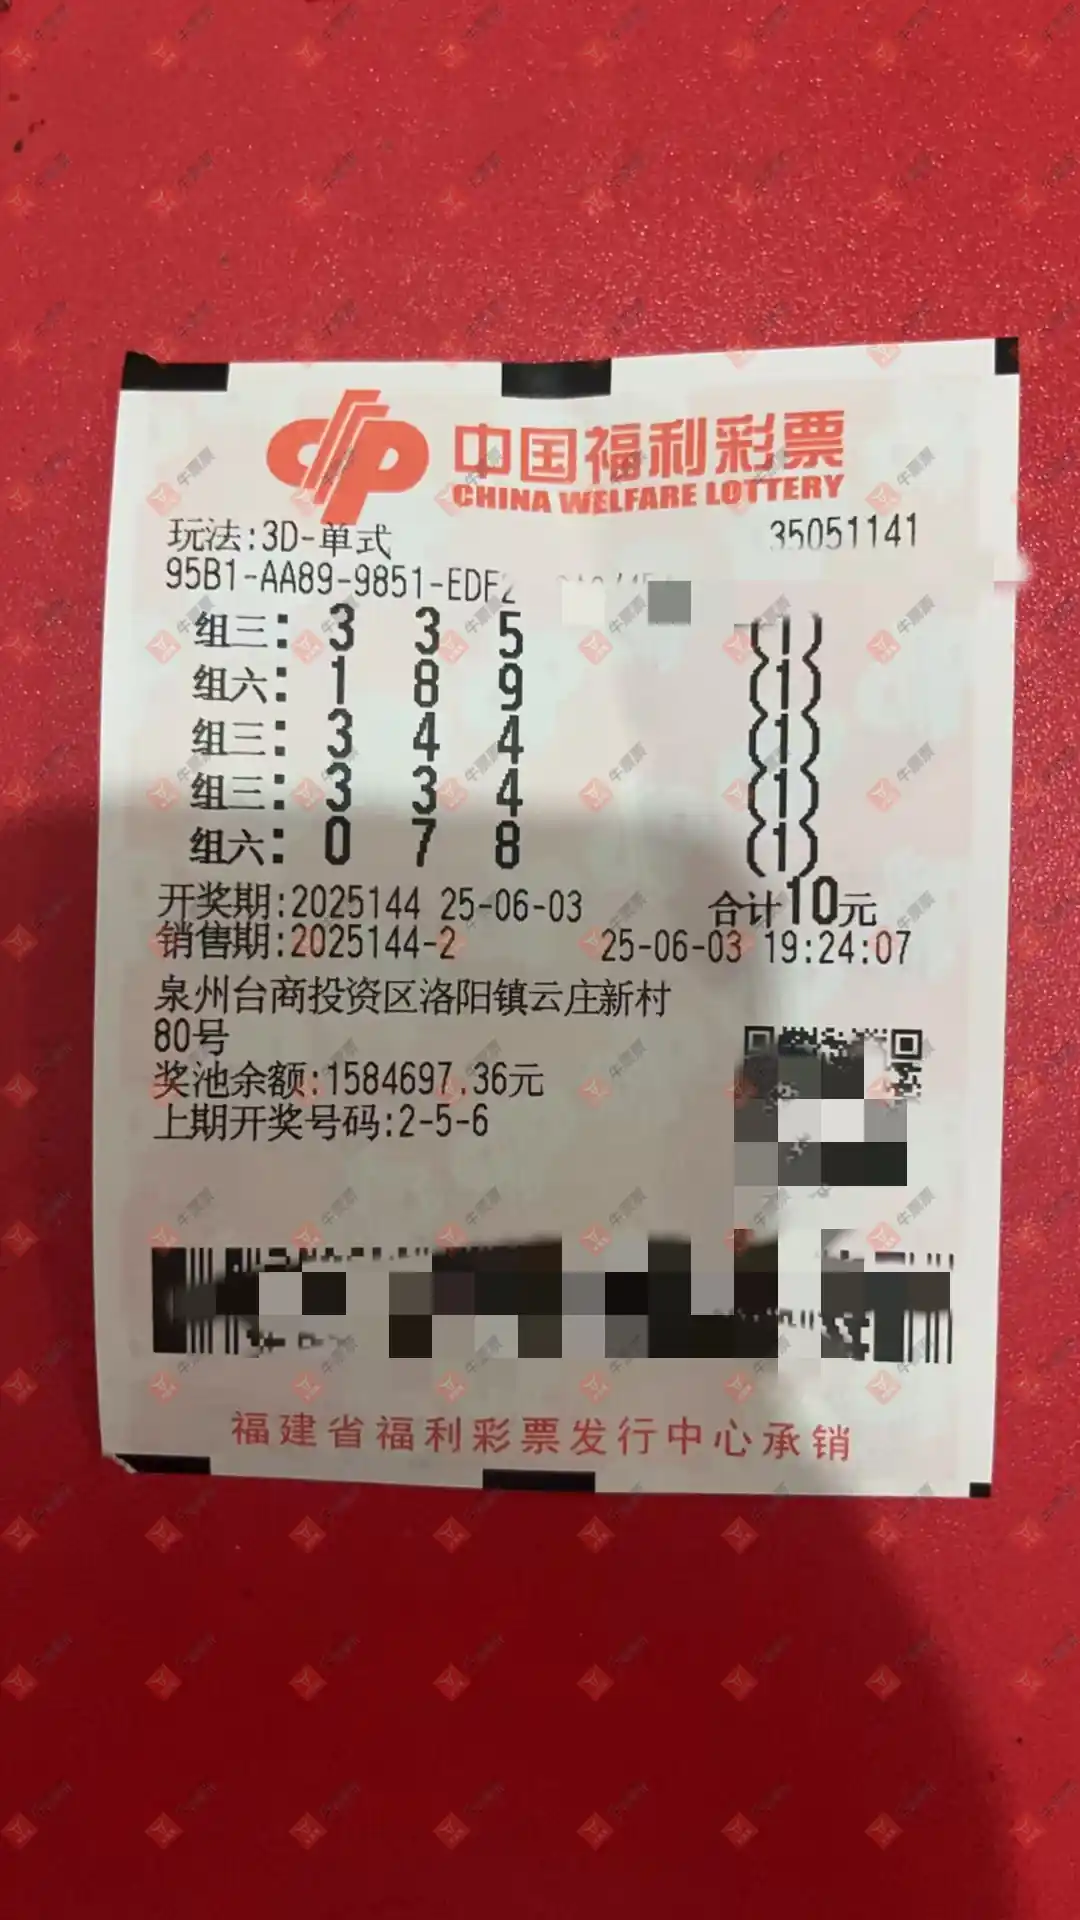 中国福利彩票
CHINA WELFARE LOTTERY
玩法:3D-单式 35051141
95B1-AA89-9851-EDF2
组三: 3 3 5 (1)
组六: 1 8 9 (1)
组三: 3 4 4 (1)
组三: 3 3 4 (1)
组六: 0 7 8 (1)
开奖期:2025144 25-06-03 合计10元
销售期:2025144-2 25-06-03 19:24:07
泉州台商投资区洛阳镇云庄新村
80号
奖池余额:1584697.36元
上期开奖号码:2-5-6
福建省福利彩票发行中心承销